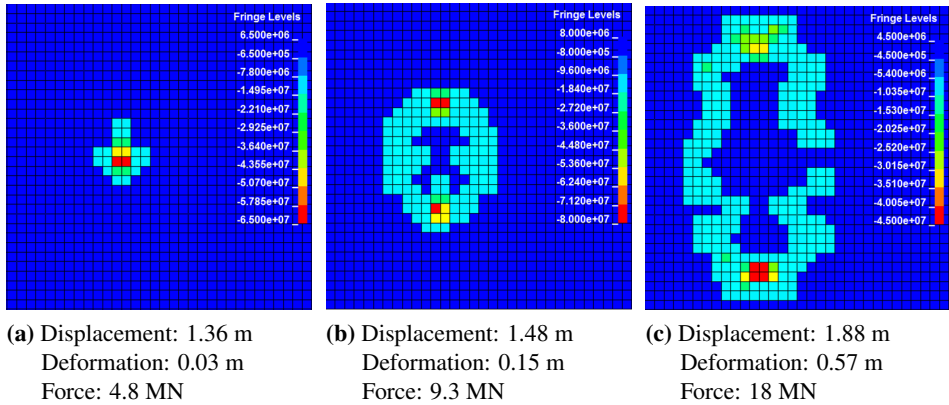 Fringe Levels
6.500e+06
-6.500e+05
-7.800e+06
-1.495e+07
-2.210e+07
-2.925e+07
-3.640e+07
-4.355e+07
-5.070e+07
-5.785e+07
-6.500e+07
Fringe Levels
8.000e+06
-8.000e+05
-9.600e+06
-1.840e+07
-2.720e+07
-3.600e+07
-4.480e+07
-5.360e+07
-6.240e+07
-7.120e+07
-8.000e+07
Fringe Levels
4.500e+06
-4.500e+05
-5.400e+06
-1.035e+07
-1.530e+07
-2.025e+07
-2.520e+07
-3.015e+07
-3.510e+07
-4.005e+07
-4.500e+07
(a) Displacement: 1.36 m
Deformation: 0.03 m
Force: 4.8 MN
(b) Displacement: 1.48 m
Deformation: 0.15 m
Force: 9.3 MN
(c) Displacement: 1.88 m
Deformation: 0.57 m
Force: 18 MN